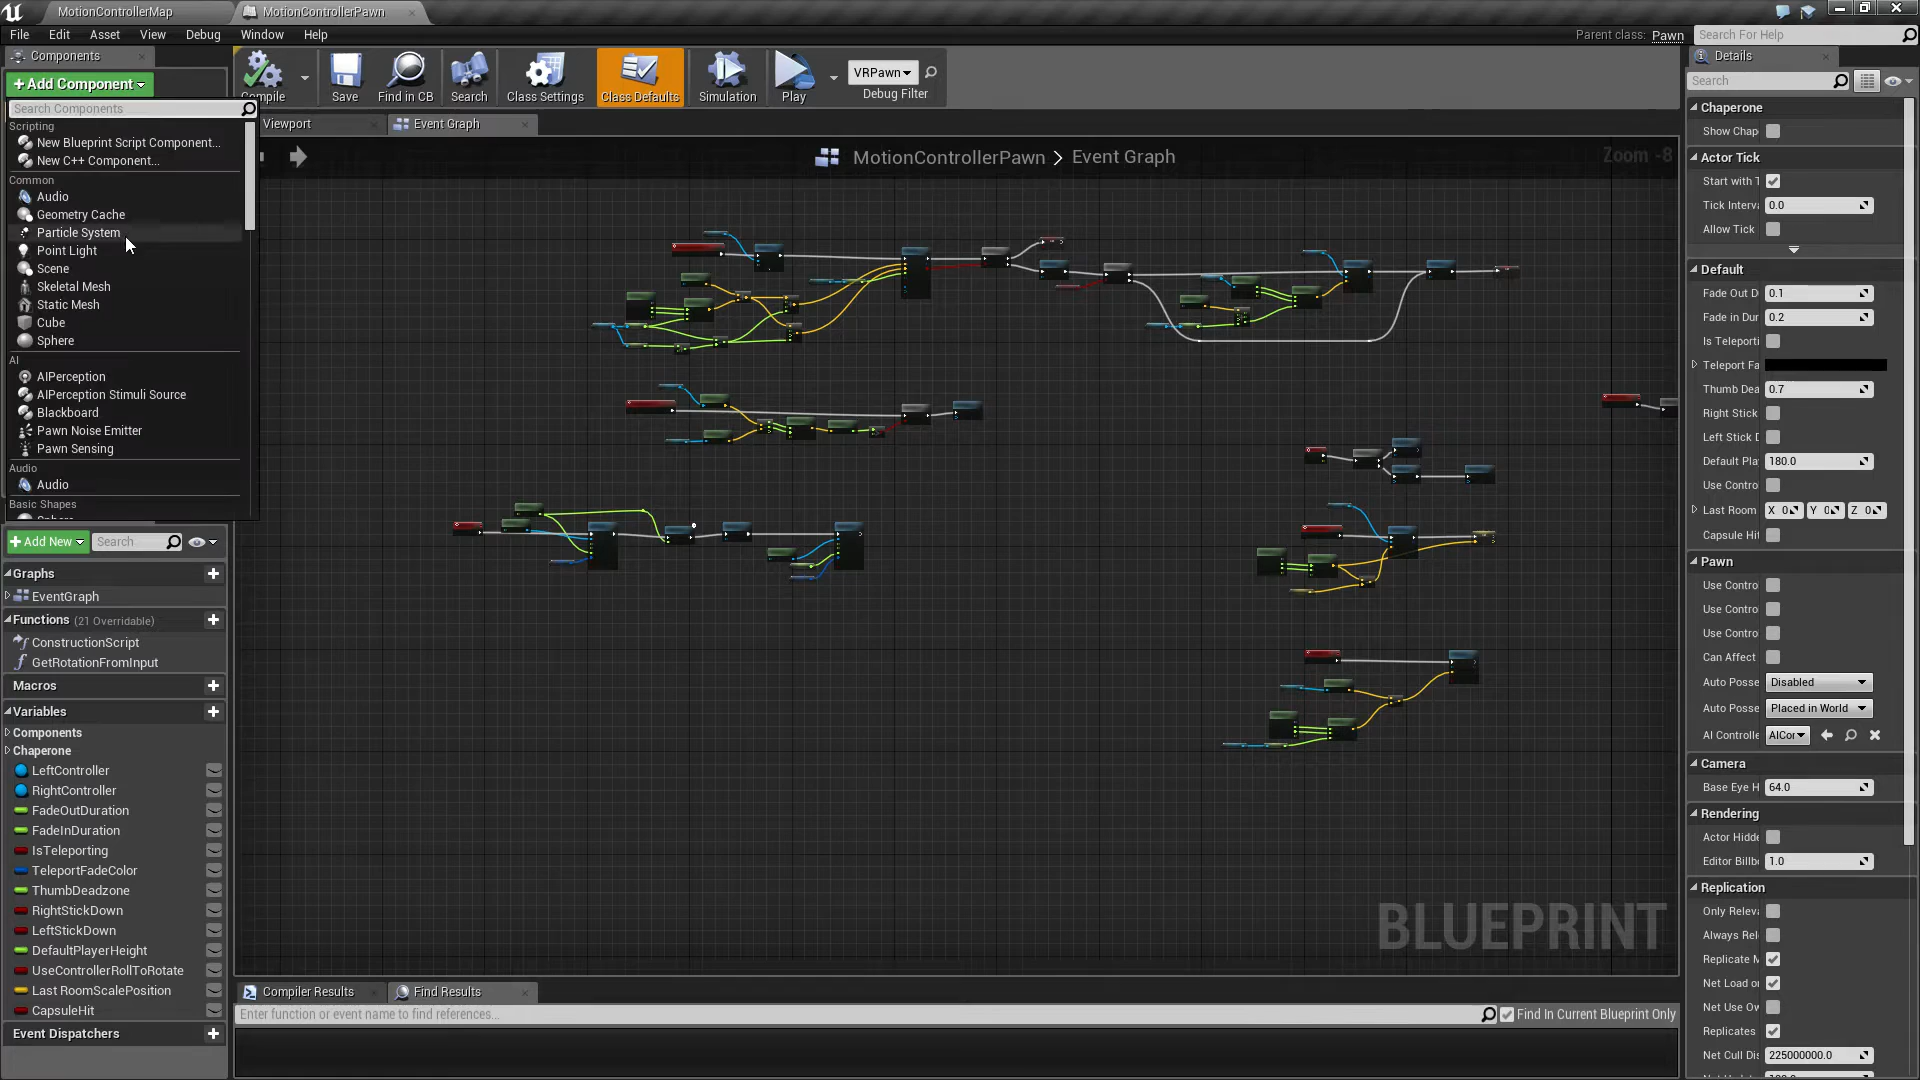 MotionControllerMap
MotionControllerPawn
File Edit Asset View Debug Window Help
Parent class: Pawn
Search For Help
Components
+Add Component
Compile
Save
Find in CB
Search
Class Settings
Class Defaults
Simulation
Play
VRPawn
Debug Filter
Details
Search
Search Components
Scripting
New Blueprint Script Component...
New C++ Component...
Common
Audio
Geometry Cache
Particle System
Point Light
Scene
Skeletal Mesh
Static Mesh
Cube
Sphere
AI
AIPerception
AIPerception Stimuli Source
Blackboard
Pawn Noise Emitter
Pawn Sensing
Audio
Audio
Basic Shapes
Viewport
Event Graph
MotionControllerPawn > Event Graph
Zoom -8
+Add New
Search
Graphs
EventGraph
Functions (21 Overridable)
ConstructionScript
GetRotationFromInput
Macros
Variables
Components
Chaperone
LeftController
RightController
FadeOutDuration
FadeInDuration
IsTeleporting
TeleportFadeColor
ThumbDeadzone
RightStickDown
LeftStickDown
DefaultPlayerHeight
UseControllerRollToRotate
Last RoomScalePosition
CapsuleHit
Event Dispatchers
BLUEPRINT
Compiler Results
Find Results
Enter function or event name to find references...
Find In Current Blueprint Only
Chaperone
Show Chap
Actor Tick
Start with T
Tick Interva 0.0
Allow Tick
Default
Fade Out D 0.1
Fade in Dur 0.2
Is Teleporti
Teleport Fa
Thumb Dea 0.7
Right Stick
Left Stick D
Default Pla 180.0
Use Contro
Last Room X 0 Y 0 Z 0
Capsule Hit
Pawn
Use Contro
Use Contro
Use Contro
Can Affect
Auto Posse Disabled
Auto Posse Placed in World
AI Controlle AICor
Camera
Base Eye H 64.0
Rendering
Actor Hidde
Editor Billb 1.0
Replication
Only Releva
Always Rel
Replicate M
Net Load or
Net Use Ow
Replicates
Net Cull Dis 225000000.0